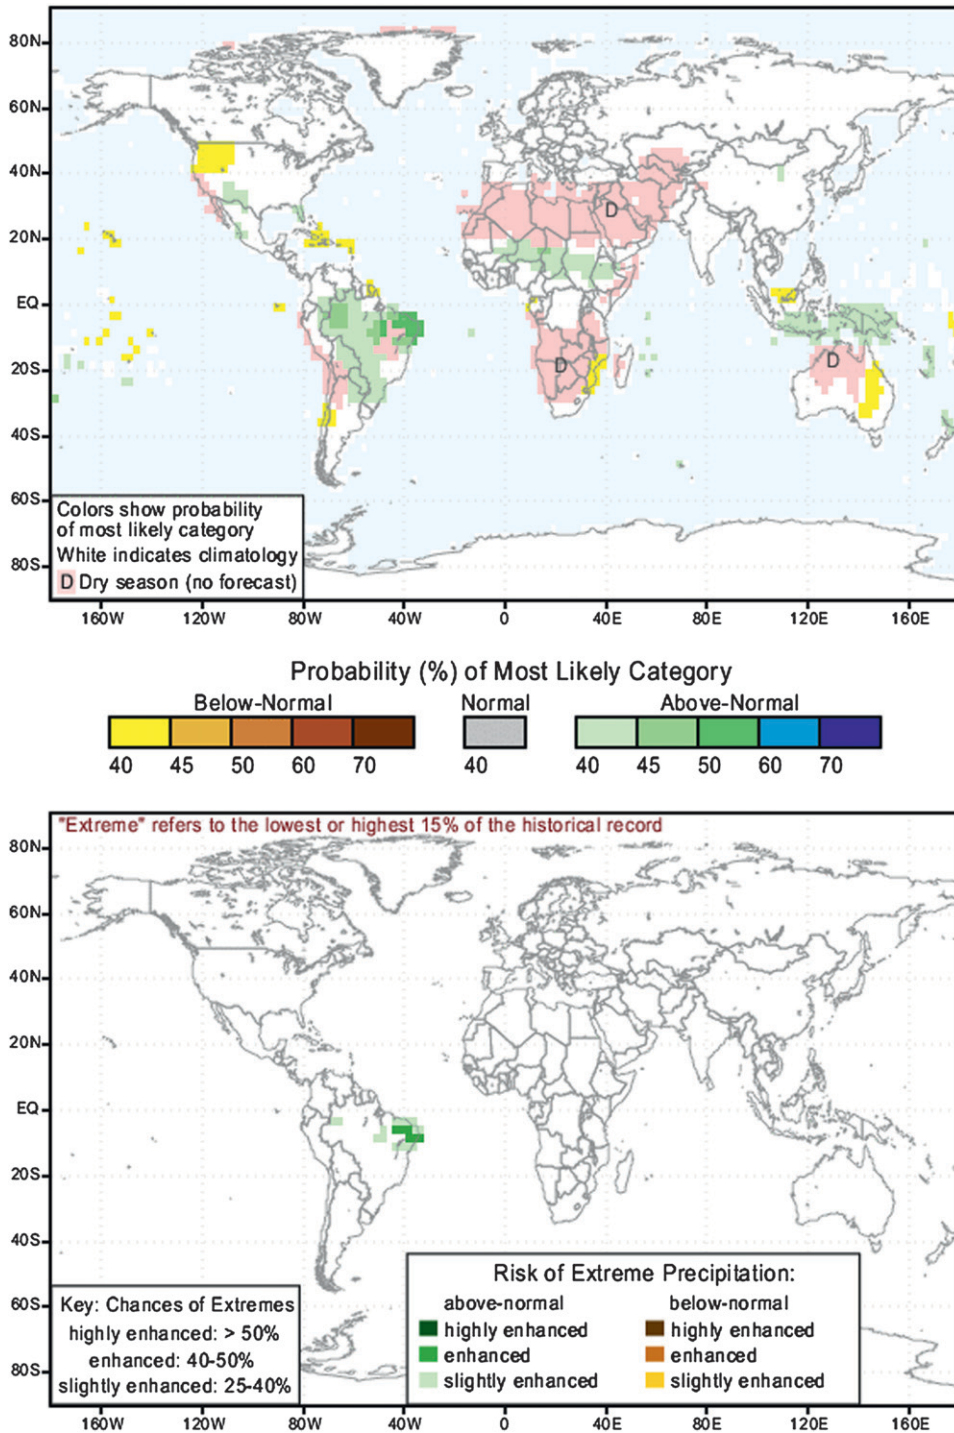 80N
60N
40N
20N
EQ
20S
40S
60S
80S
D
D
D
Colors show probability
of most likely category
White indicates climatology
D Dry season (no forecast)
160W 120W 80W 40W 0 40E 80E 120E 160E
Probability (%) of Most Likely Category
Below-Normal Normal Above-Normal
40 45 50 60 70 40 40 45 50 60 70
"Extreme" refers to the lowest or highest 15% of the historical record
80N
60N
40N
20N
EQ
20S
40S
60S
80S
Key: Chances of Extremes
highly enhanced: > 50%
enhanced: 40-50%
slightly enhanced: 25-40%
Risk of Extreme Precipitation:
above-normal below-normal
highly enhanced highly enhanced
enhanced enhanced
slightly enhanced slightly enhanced
160W 120W 80W 40W 0 40E 80E 120E 160E